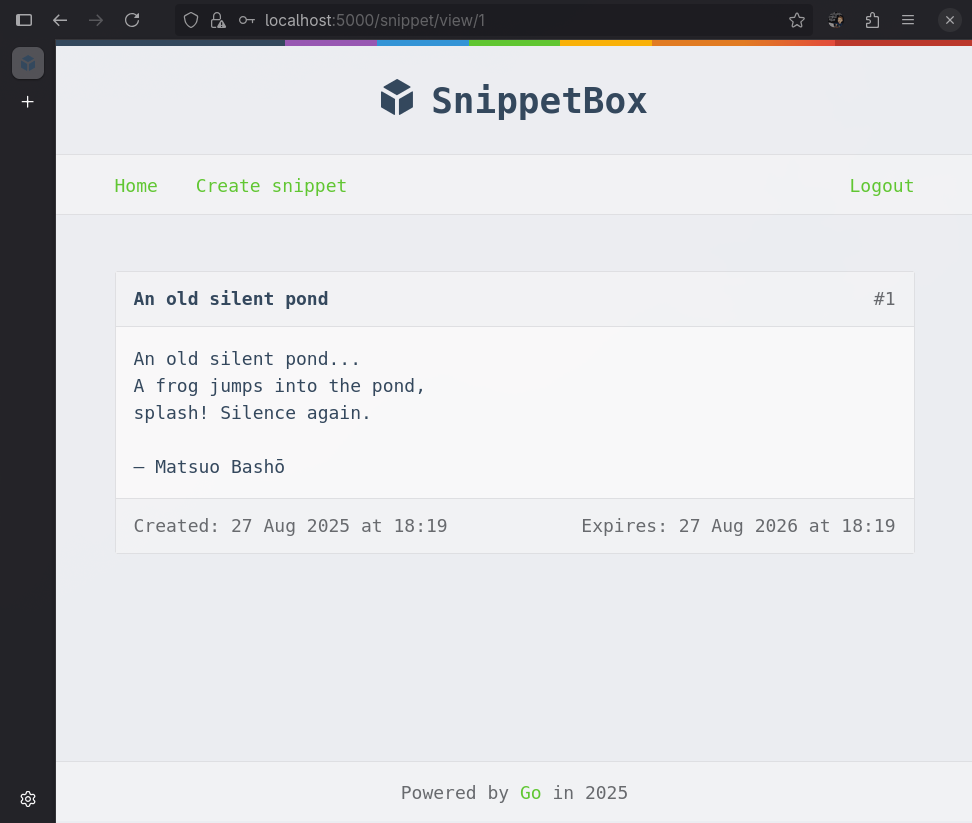 localhost:5000/snippet/view/1
SnippetBox
Home Create snippet Logout
An old silent pond #1
An old silent pond...
A frog jumps into the pond,
splash! Silence again.
– Matsuo Bashō
Created: 27 Aug 2025 at 18:19 Expires: 27 Aug 2026 at 18:19
Powered by Go in 2025